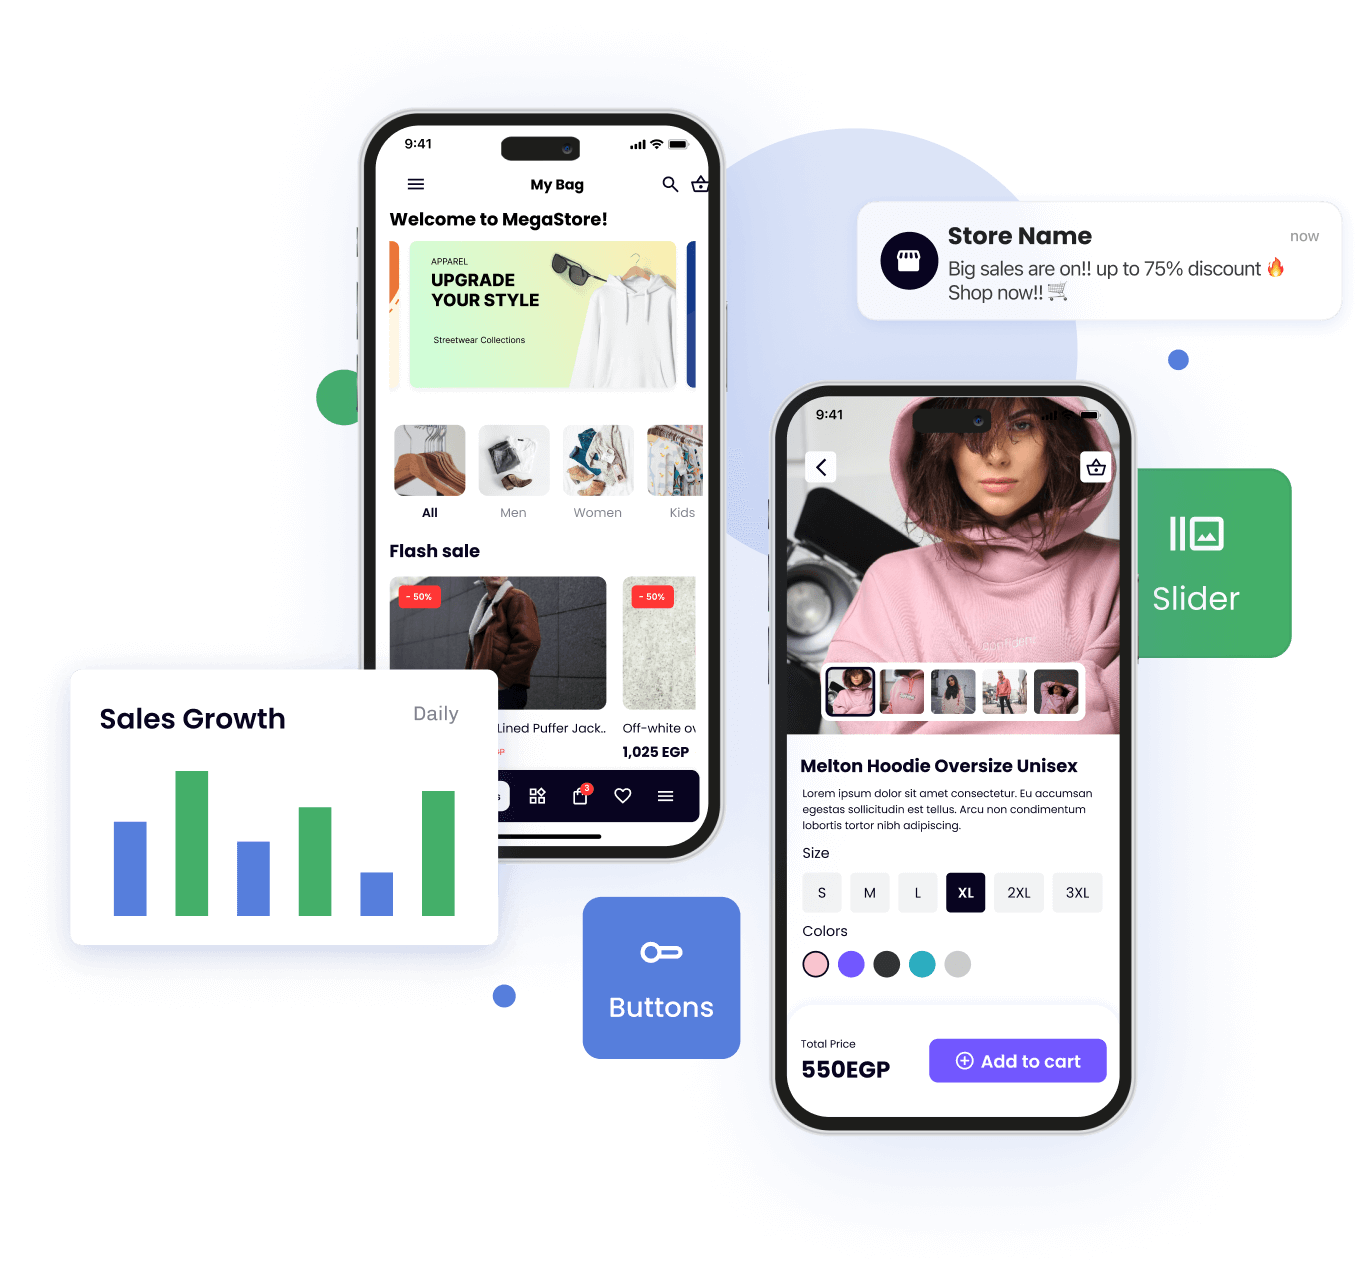 9:41
My Bag
Welcome to MegaStore!
APPAREL
UPGRADE
YOUR STYLE
Streetwear Collections
All
Men
Women
Kids
Flash sale
- 50%
- 50%
Lined Puffer Jack..
Off-white
1,025 EGP
3
Store Name
now
Big sales are on!! up to 75% discount 🔥
Shop now!! 🛒
9:41
Slider
Melton Hoodie Oversize Unisex
Lorem ipsum dolor sit amet consectetur. Eu accumsan
egestas sollicitudin est tellus. Arcu non condimentum
lobortis tortor nibh adipiscing.
Size
S
M
L
XL
2XL
3XL
Colors
Total Price
550EGP
Add to cart
Sales Growth
Daily
Buttons